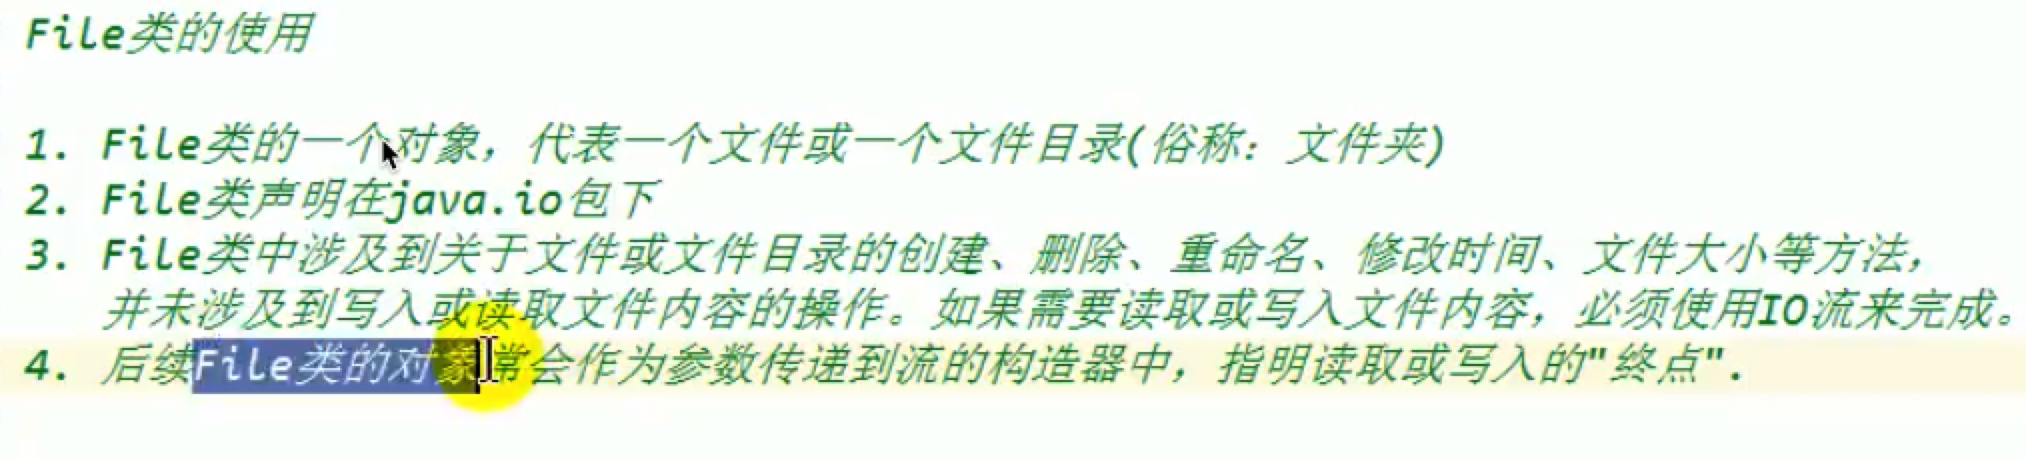 File类的使用
1. File类的一个对象，代表一个文件或一个文件目录(俗称：文件夹)
2. File类声明在java.io包下
3. File类中涉及到关于文件或文件目录的创建、删除、重命名、修改时间、文件大小等方法，
并未涉及到写入或读取文件内容的操作。如果需要读取或写入文件内容，必须使用IO流来完成。
4. 后续File类的对象常会作为参数传递到流的构造器中，指明读取或写入的"终点".